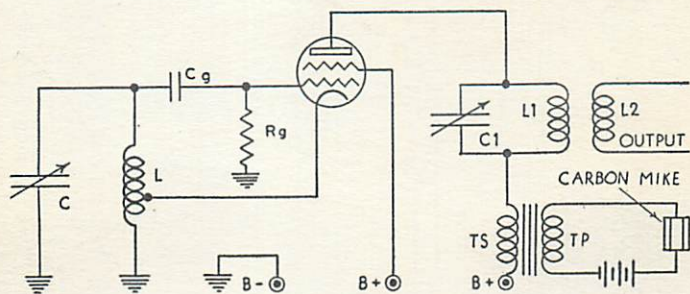 Cg
Rg
L
C
C1
L1
L2
OUTPUT
CARBON MIKE
TS
TP
B-
B+
B+